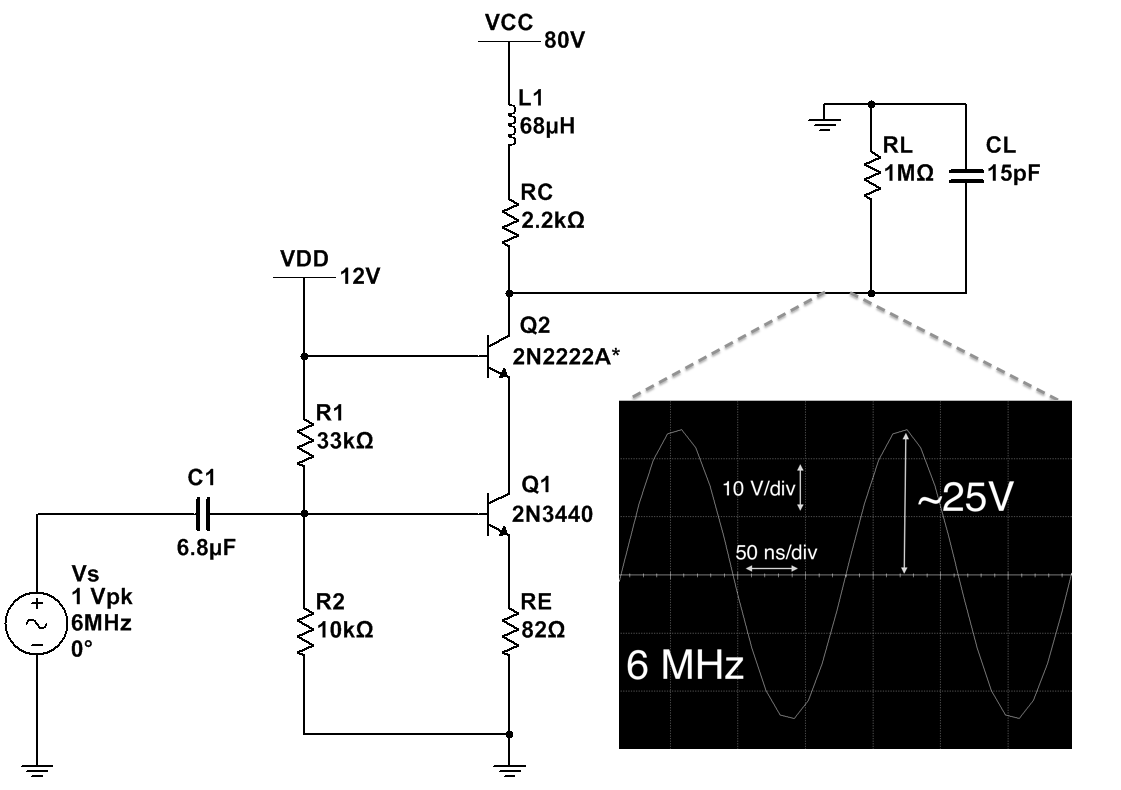 VCC
80V
L1
68µH
RC
2.2kΩ
RL
1MΩ
CL
15pF
VDD
12V
Q2
2N2222A*
R1
33kΩ
C1
6.8µF
Q1
2N3440
Vs
1 Vpk
6MHz
0°
R2
10kΩ
RE
82Ω
10 V/div
~25V
50 ns/div
6 MHz